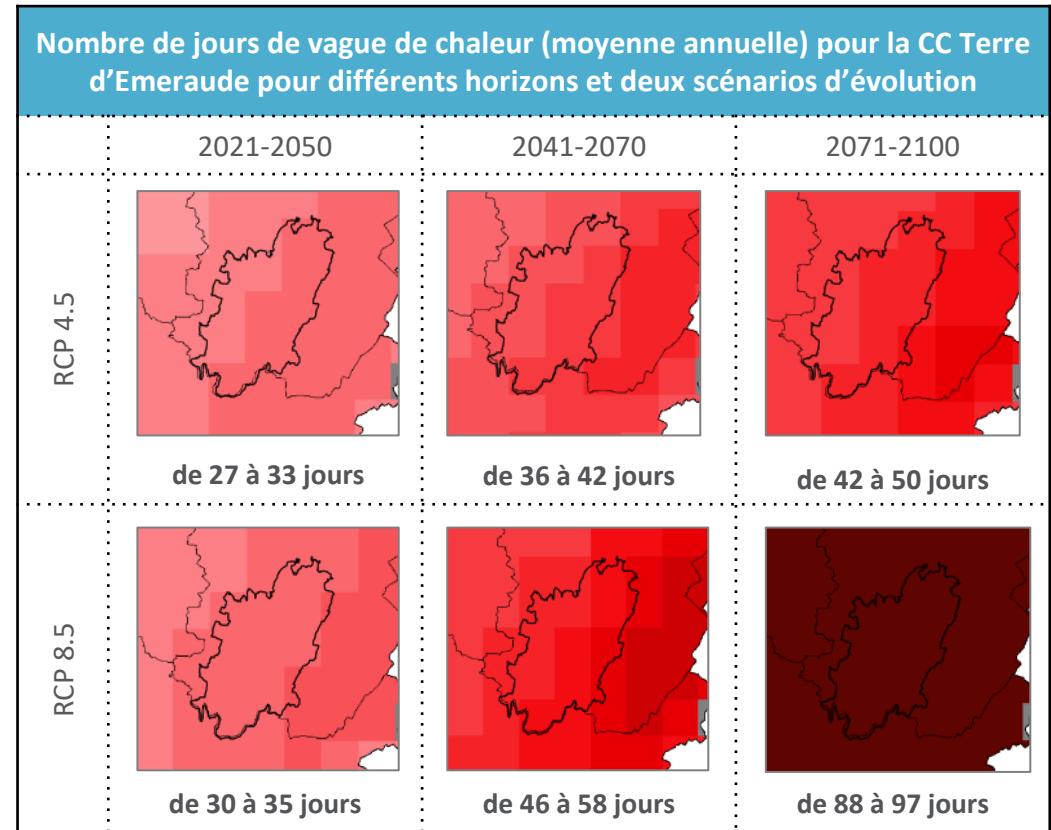 Nombre de jours de vague de chaleur (moyenne annuelle) pour la CC Terre
d’Emeraude pour différents horizons et deux scénarios d’évolution
2021-2050
2041-2070
2071-2100
RCP 4.5
de 27 à 33 jours
de 36 à 42 jours
de 42 à 50 jours
RCP 8.5
de 30 à 35 jours
de 46 à 58 jours
de 88 à 97 jours